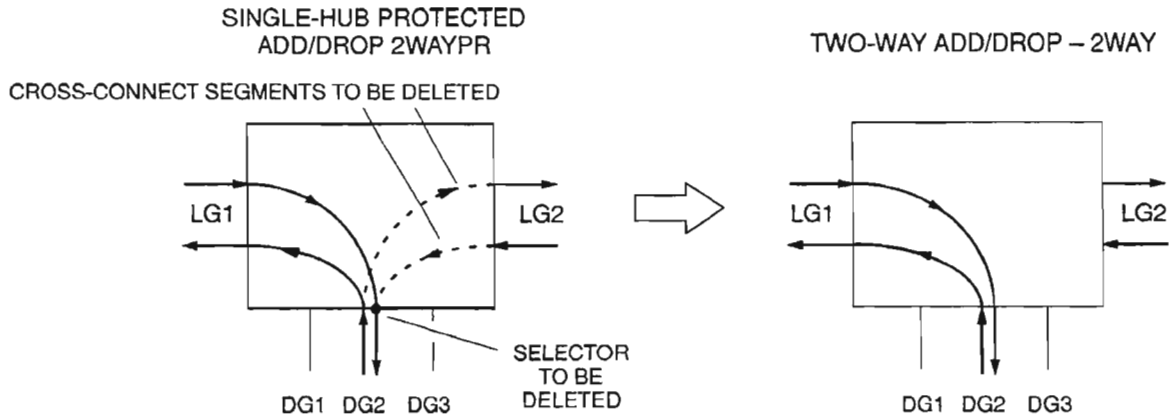 SINGLE-HUB PROTECTED
ADD/DROP 2WAYPR
TWO-WAY ADD/DROP – 2WAY
CROSS-CONNECT SEGMENTS TO BE DELETED
LG1
LG2
LG1
LG2
SELECTOR
TO BE
DELETED
DG1 DG2 DG3
DG1 DG2 DG3